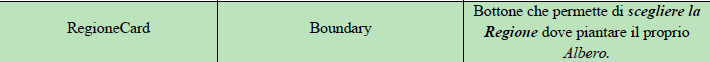 RegioneCard
Boundary
Bottone che permette di scegliere la
Regione dove piantare il proprio
Albero.